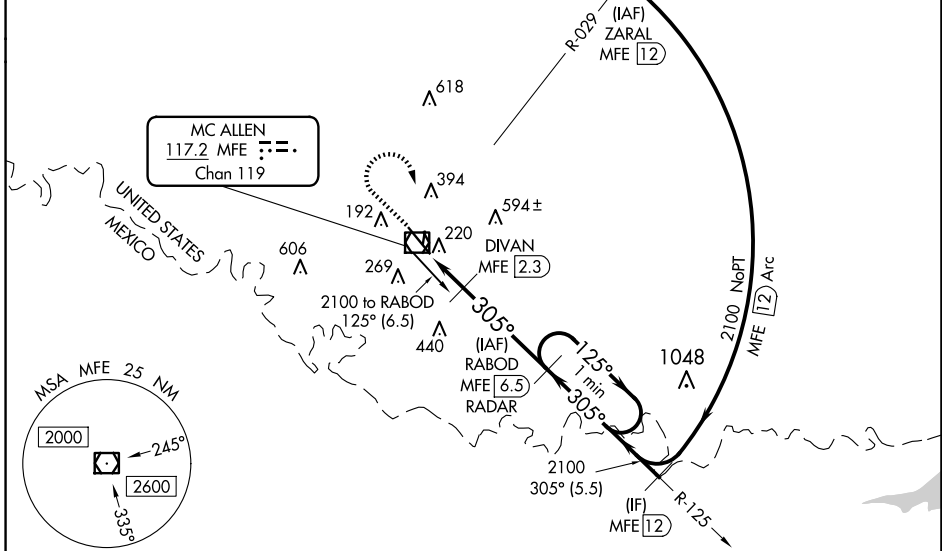 R-029
(IAF)
ZARAL
MFE 12
618
MC ALLEN
117.2 MFE
Chan 119
394
192
594±
220
UNITED STATES
MEXICO
606
269
DIVAN
MFE 2.3
2100 to RABOD
125° (6.5)
305°
440
(IAF)
RABOD
MFE 6.5
RADAR
125°
1 min
305°
1048
2100 NoPT
MFE 12 Arc
2100
305° (5.5)
(IF)
MFE 12
R-125
MSA MFE 25 NM
2000
245°
2600
335°